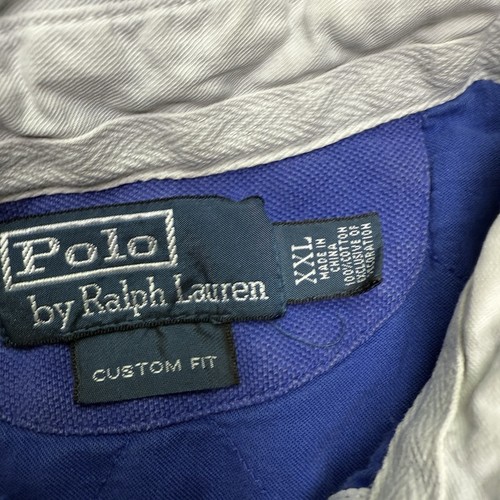 Polo
by Ralph Lauren
CUSTOM FIT
XXL
MADE IN
CHINA
100% COTTON
EXCLUSIVE OF
DECORATION